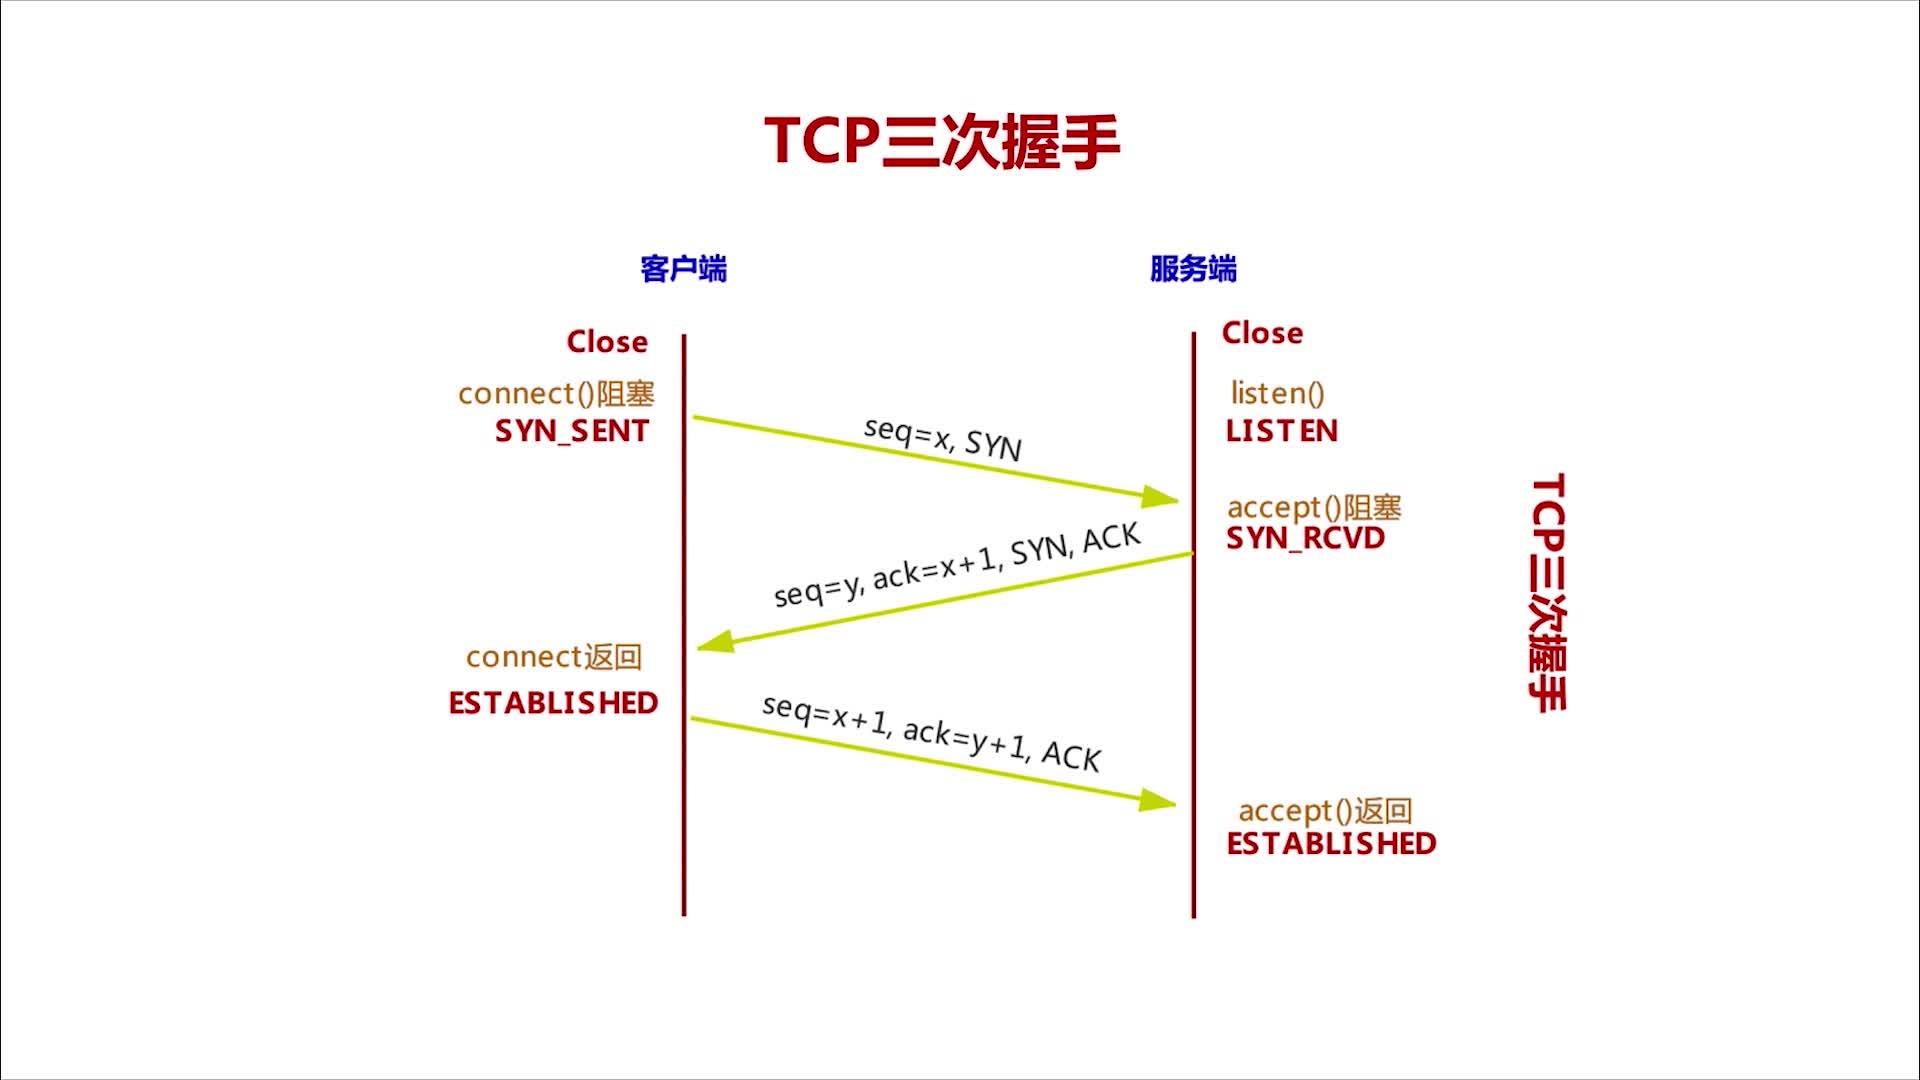 TCP三次握手
客户端
服务端
Close
Close
connect()阻塞
listen()
SYN_SENT
LISTEN
seq=x, SYN
accept()阻塞
SYN_RCVD
seq=y, ack=x+1, SYN, ACK
connect返回
ESTABLISHED
seq=x+1, ack=y+1, ACK
accept()返回
ESTABLISHED
TCP三次握手